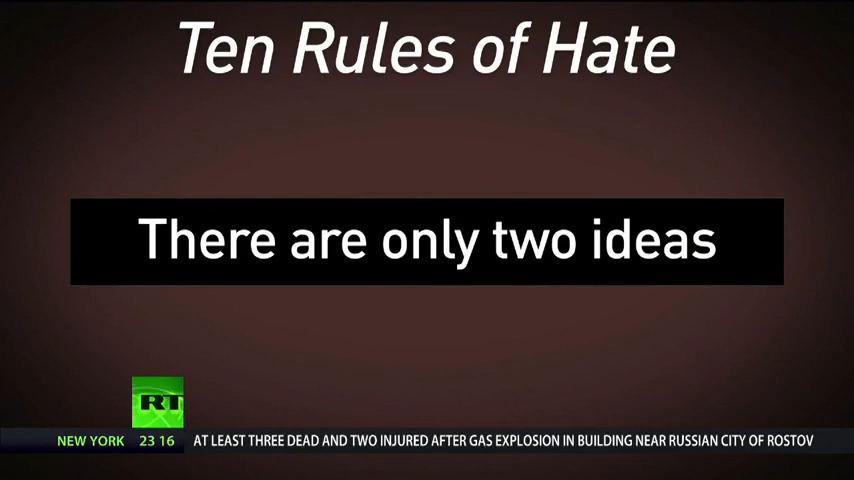 Ten Rules of Hate
There are only two ideas
RT
NEW YORK 23 16 AT LEAST THREE DEAD AND TWO INJURED AFTER GAS EXPLOSION IN BUILDING NEAR RUSSIAN CITY OF ROSTOV